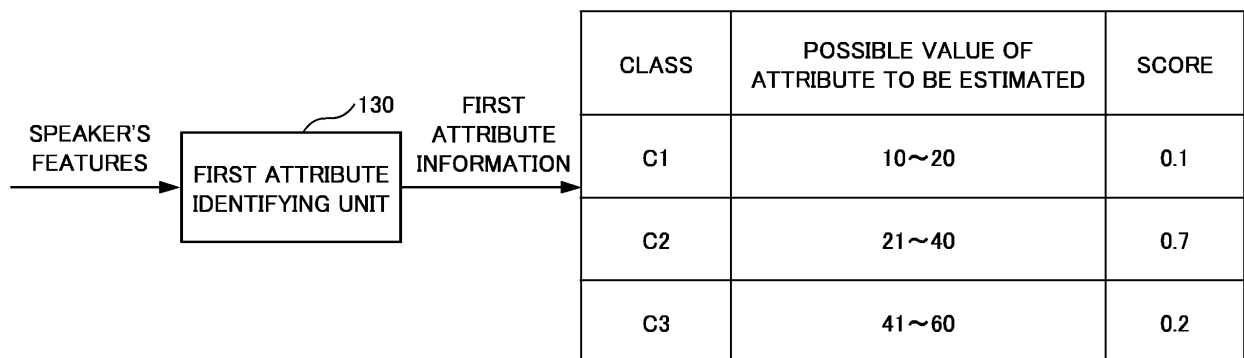 SPEAKER'S
FEATURES
130
FIRST ATTRIBUTE
IDENTIFYING UNIT
FIRST
ATTRIBUTE
INFORMATION
CLASS
POSSIBLE VALUE OF
ATTRIBUTE TO BE ESTIMATED
SCORE
C1
10～20
0.1
C2
21～40
0.7
C3
41～60
0.2